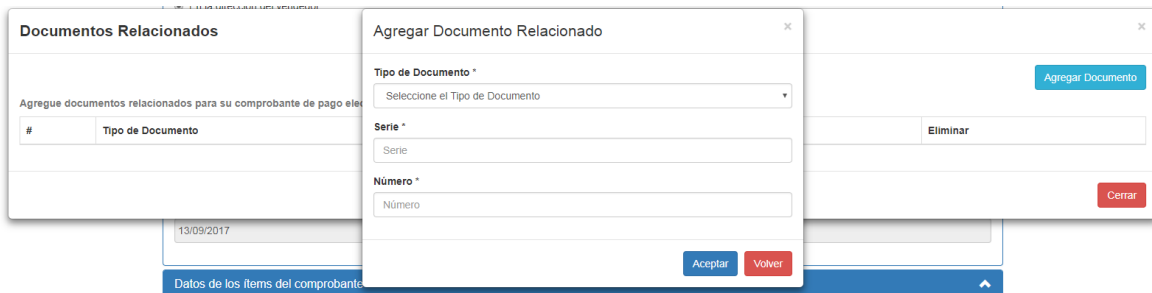 Documentos Relacionados
×
Agregar Documento
Agregue documentos relacionados para su comprobante de pago
#
Tipo de Documento
Eliminar
Cerrar
Agregar Documento Relacionado
×
Tipo de Documento *
Seleccione el Tipo de Documento
Serie *
Serie
Número *
Número
Aceptar
Volver
13/09/2017
Datos de los ítems del comprobante